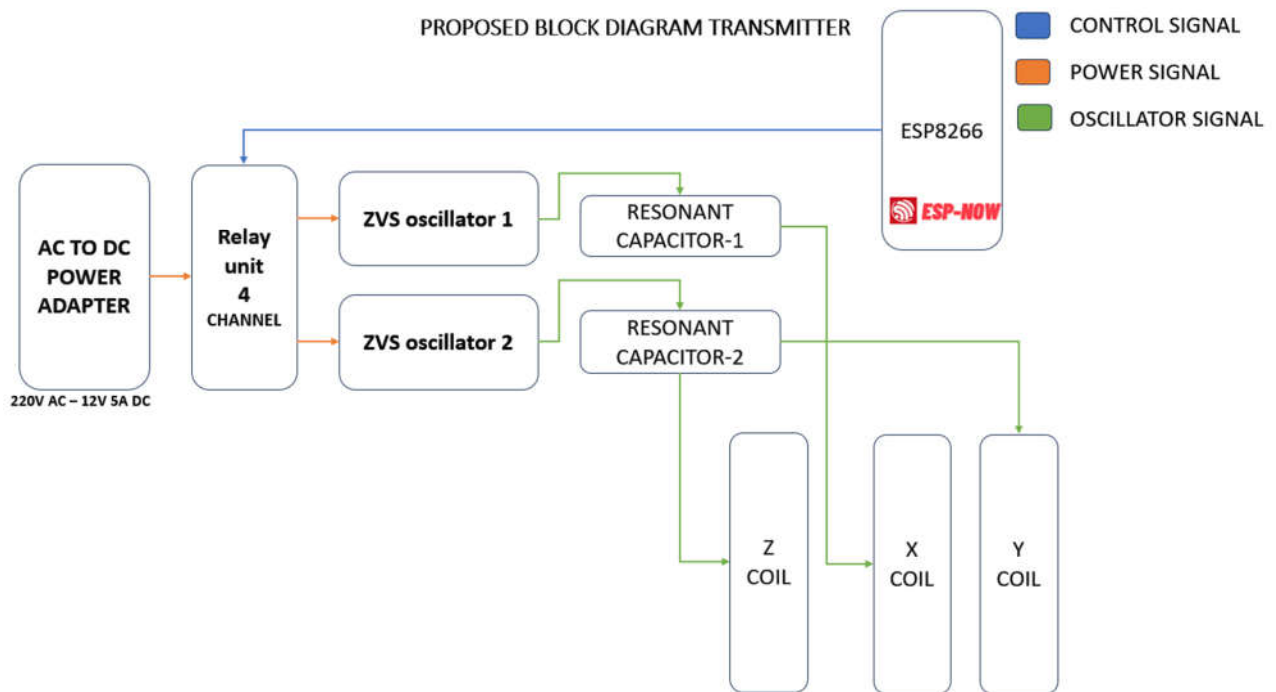 PROPOSED BLOCK DIAGRAM TRANSMITTER
CONTROL SIGNAL
POWER SIGNAL
OSCILLATOR SIGNAL
ESP8266
ESP-NOW
AC TO DC
POWER
ADAPTER
220V AC – 12V 5A DC
Relay
unit
4
CHANNEL
ZVS oscillator 1
ZVS oscillator 2
RESONANT
CAPACITOR-1
RESONANT
CAPACITOR-2
Z
COIL
X
COIL
Y
COIL